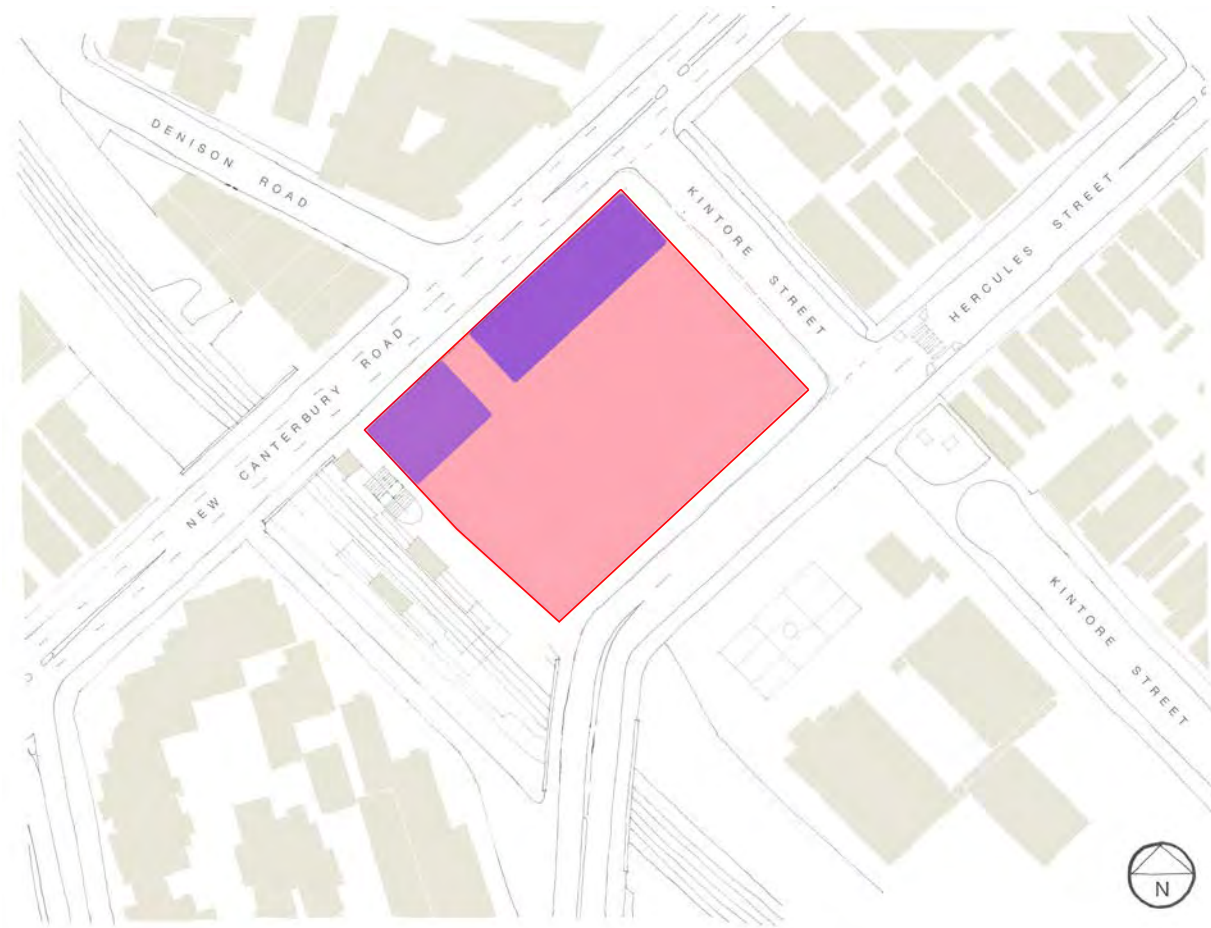 DENISON ROAD
KINTORE STREET
HERCULES STREET
NEW CANTERBURY ROAD
KINTORE STREET
N